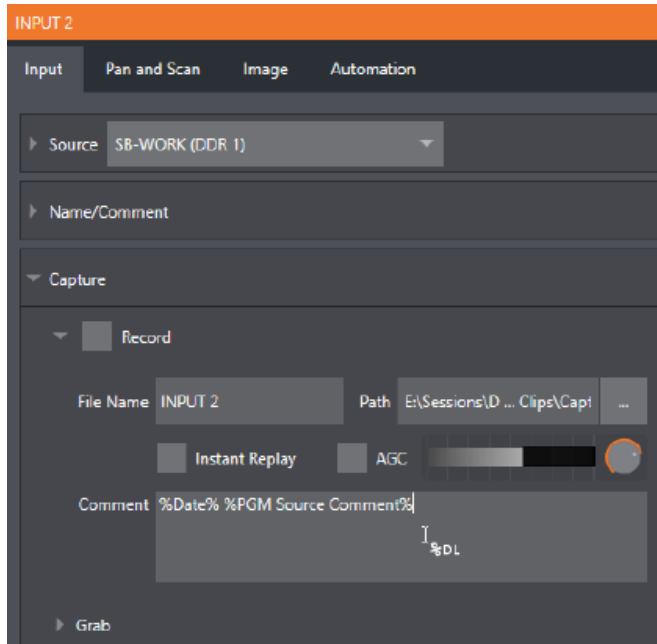 INPUT 2
Input Pan and Scan Image Automation
Source SB-WORK (DDR 1)
Name/Comment
Capture
Record
File Name INPUT 2 Path E:\Sessions\D ... Clips\Capt ...
Instant Replay AGC
Comment %Date% %PGM Source Comment%
%DL
Grab